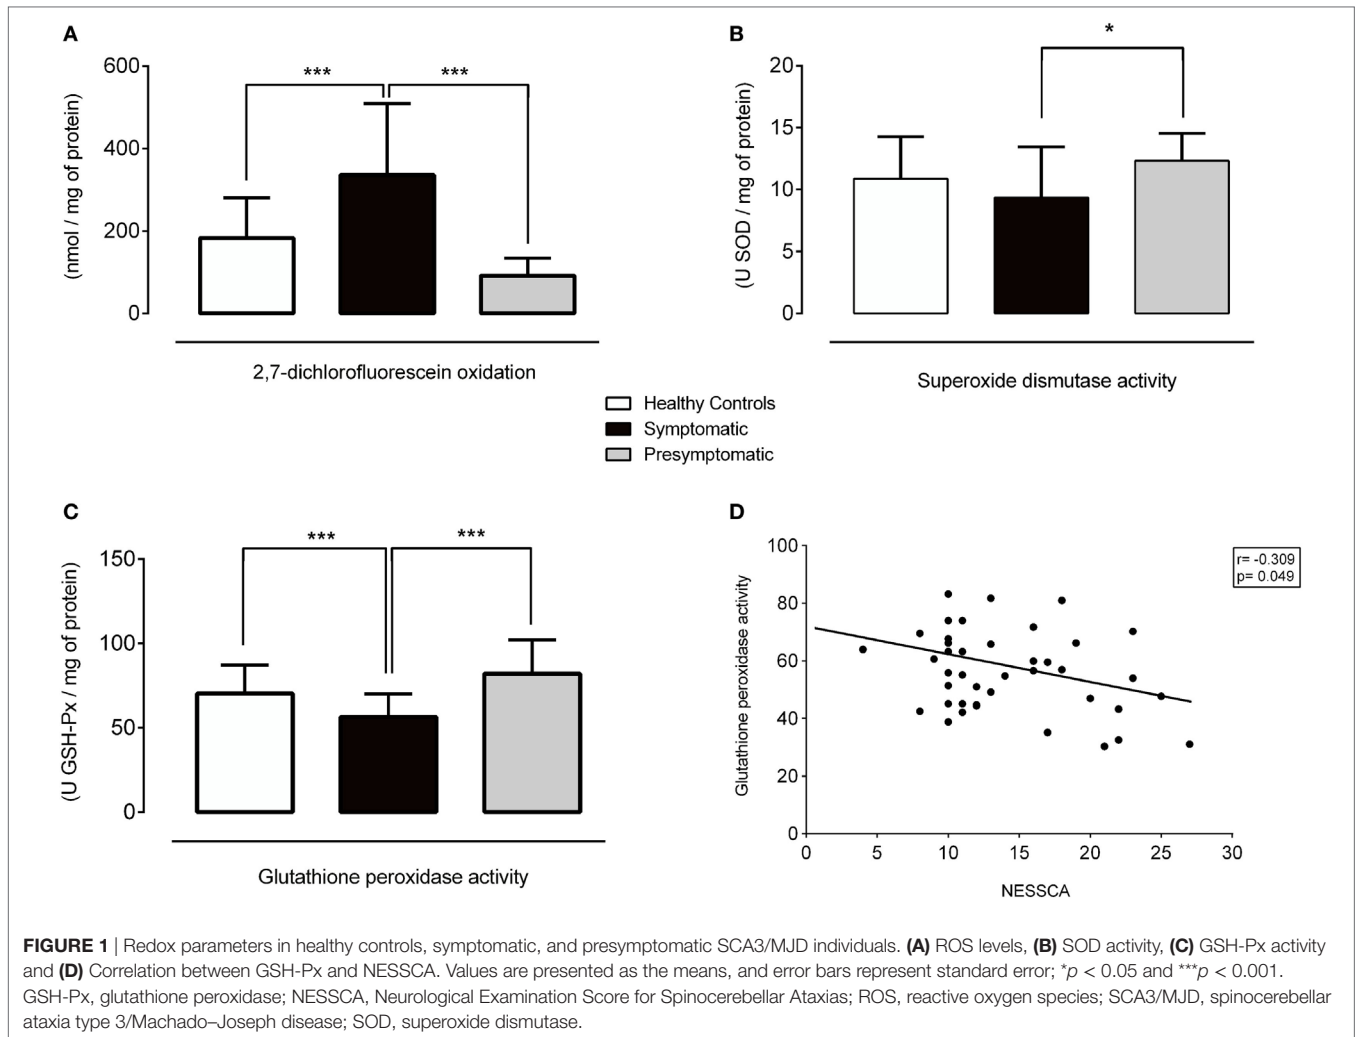 A
600
400
200
0
(nmol / mg of protein)
***
***
2,7-dichlorofluorescein oxidation
B
20
15
10
5
0
(U SOD / mg of protein)
*
Superoxide dismutase activity
Healthy Controls
Symptomatic
Presymptomatic
C
150
100
50
0
(U GSH-Px / mg of protein)
***
***
Glutathione peroxidase activity
D
100
80
60
40
20
0
Glutathione peroxidase activity
r= -0.309
p= 0.049
0 5 10 15 20 25 30
NESSCA
FIGURE 1 | Redox parameters in healthy controls, symptomatic, and presymptomatic SCA3/MJD individuals. (A) ROS levels, (B) SOD activity, (C) GSH-Px activity
and (D) Correlation between GSH-Px and NESSCA. Values are presented as the means, and error bars represent standard error; *p < 0.05 and ***p < 0.001.
GSH-Px, glutathione peroxidase; NESSCA, Neurological Examination Score for Spinocerebellar Ataxias; ROS, reactive oxygen species; SCA3/MJD, spinocerebellar
ataxia type 3/Machado–Joseph disease; SOD, superoxide dismutase.